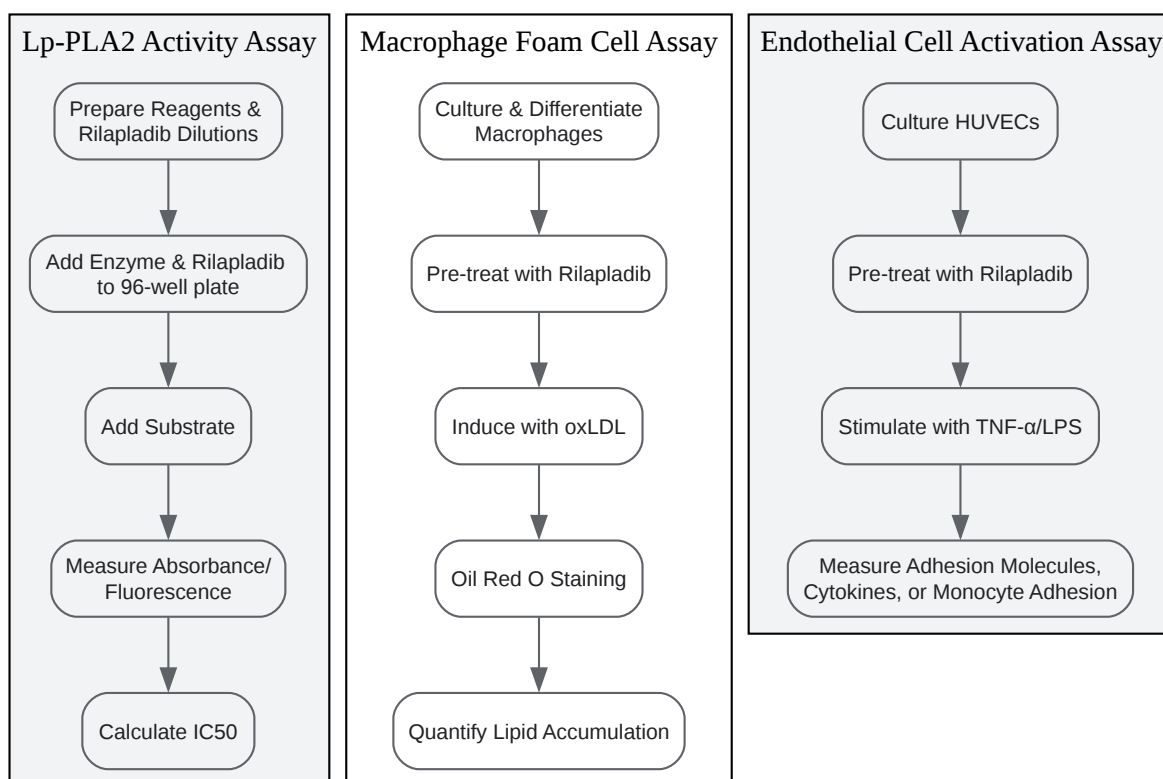 Lp-PLA2 Activity Assay
Prepare Reagents &
Rilapladib Dilutions
Add Enzyme & Rilapladib
to 96-well plate
Add Substrate
Measure Absorbance/
Fluorescence
Calculate IC50
Macrophage Foam Cell Assay
Culture & Differentiate
Macrophages
Pre-treat with Rilapladib
Induce with oxLDL
Oil Red O Staining
Quantify Lipid Accumulation
Endothelial Cell Activation Assay
Culture HUVECs
Pre-treat with Rilapladib
Stimulate with TNF-α/LPS
Measure Adhesion Molecules,
Cytokines, or Monocyte Adhesion